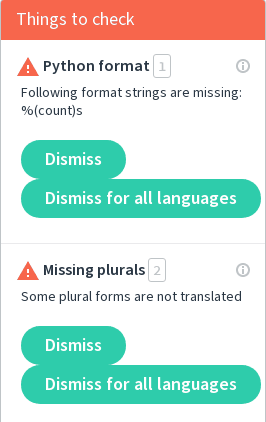 Things to check
Python format 1
Following format strings are missing:
%(count)s
Dismiss
Dismiss for all languages
Missing plurals 2
Some plural forms are not translated
Dismiss
Dismiss for all languages